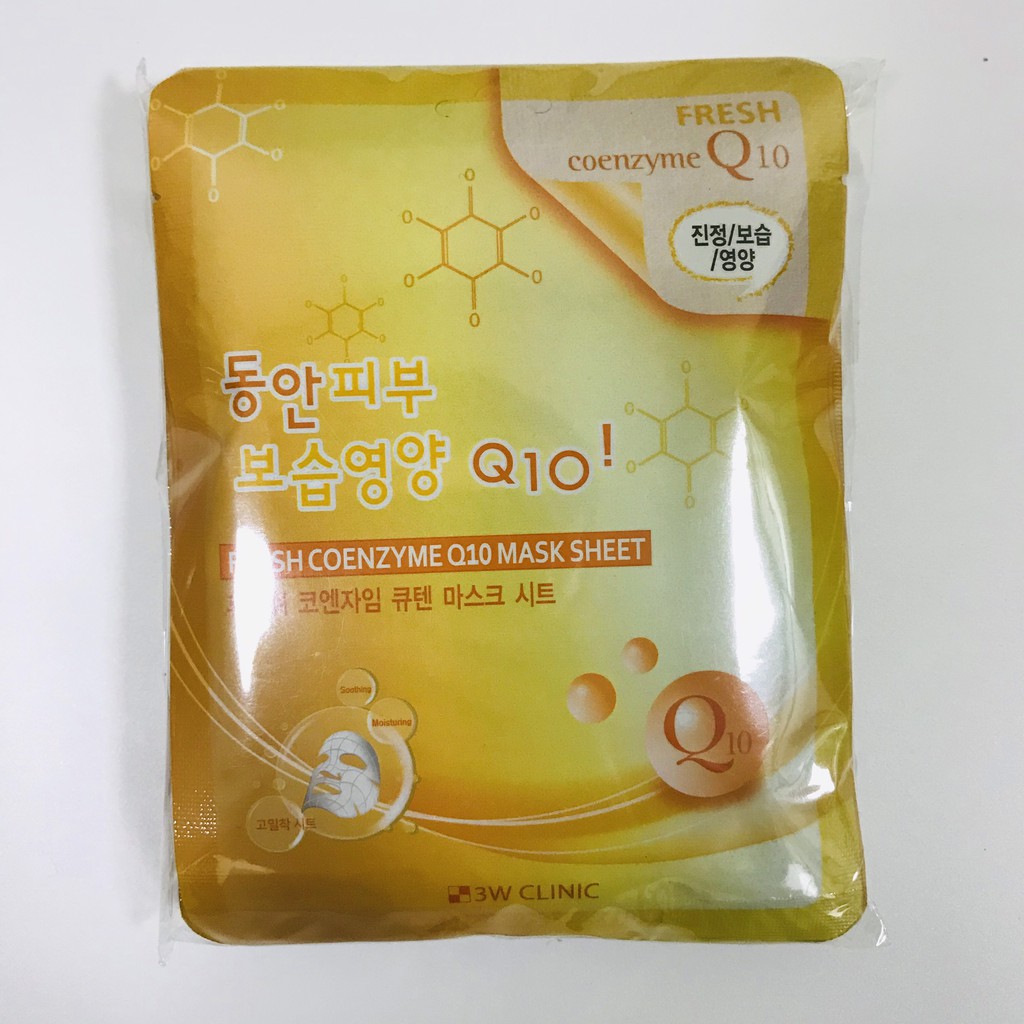 FRESH
coenzyme Q10
진정/보습
/영양
동안피부
보습영양 Q10!
COENZYME Q10 MASK SHEET
코엔자임 큐텐 마스크 시트
Soothing
Moisturing
고밀착 시트
Q10
3W CLINIC